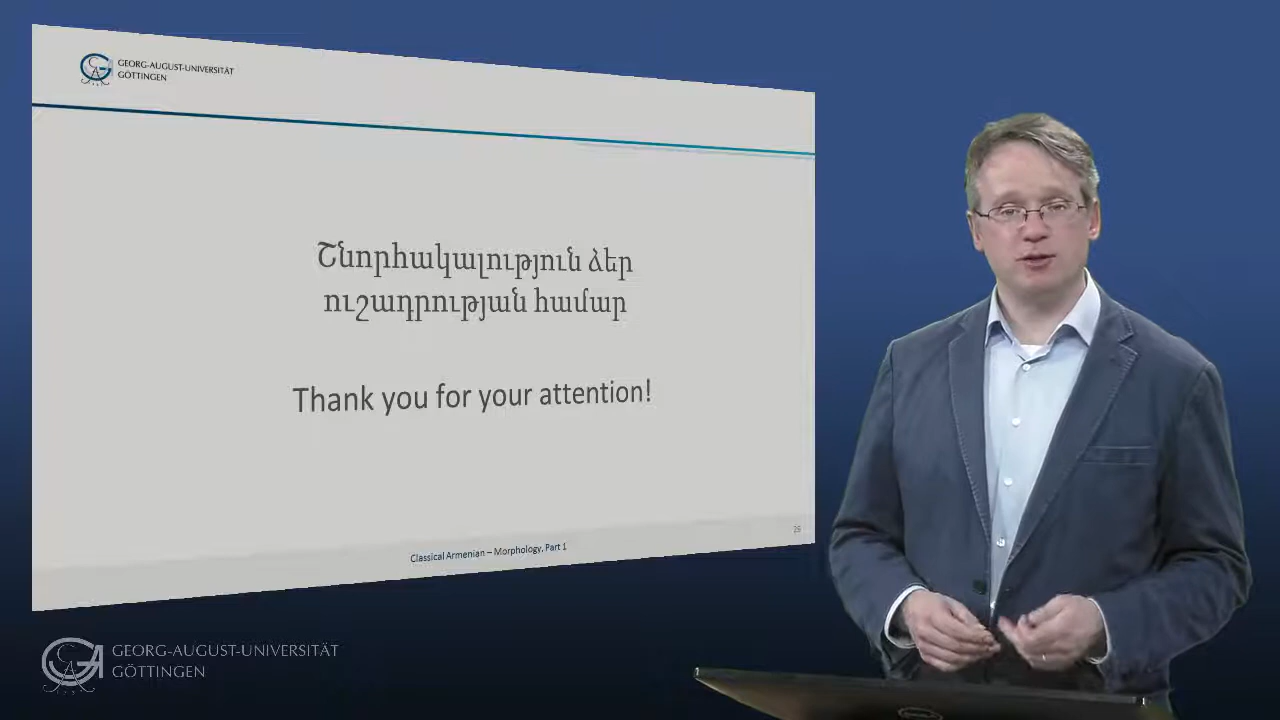 GEORG-AUGUST-UNIVERSITÄT
GÖTTINGEN
Շնորհակալություն ձեր
ուշադրության համար
Thank you for your attention!
26
Classical Armenian – Morphology, Part 1
GEORG-AUGUST-UNIVERSITÄT
GÖTTINGEN